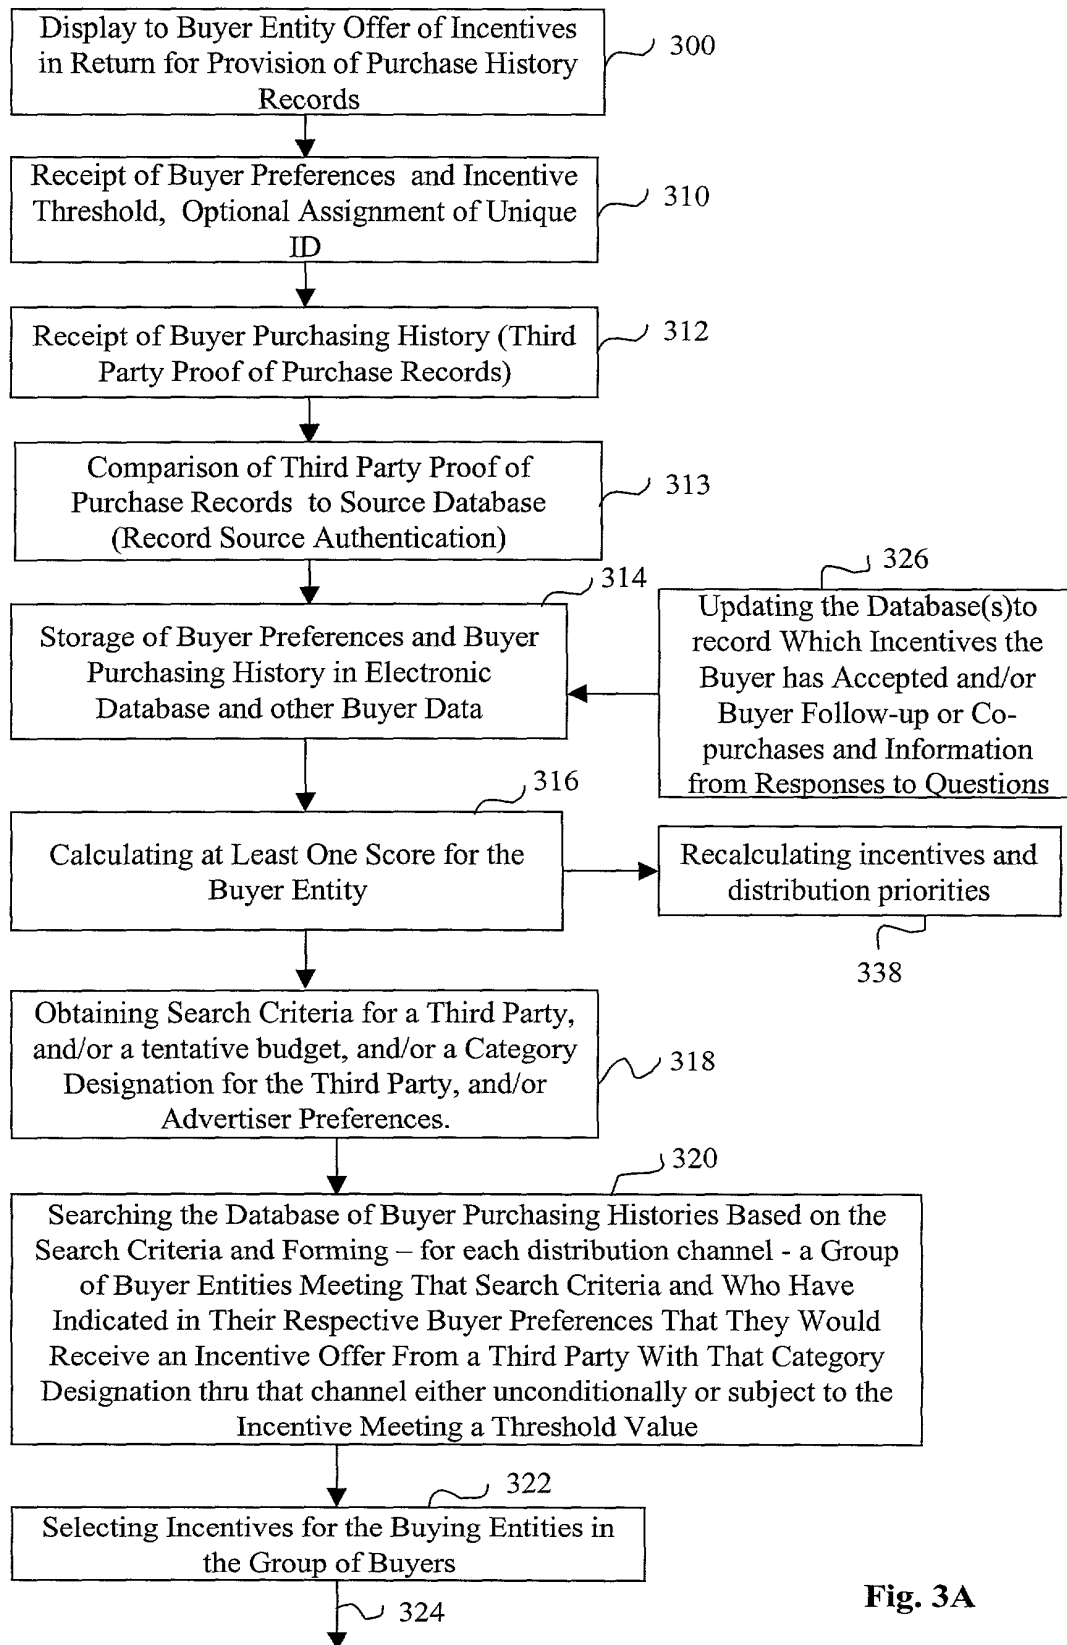 Display to Buyer Entity Offer of Incentives
in Return for Provision of Purchase History
Records
300
Receipt of Buyer Preferences and Incentive
Threshold, Optional Assignment of Unique
ID
310
Receipt of Buyer Purchasing History (Third
Party Proof of Purchase Records)
312
Comparison of Third Party Proof of
Purchase Records to Source Database
(Record Source Authentication)
313
314
Storage of Buyer Preferences and Buyer
Purchasing History in Electronic
Database and other Buyer Data
326
Updating the Database(s)to
record Which Incentives the
Buyer has Accepted and/or
Buyer Follow-up or Co-
purchases and Information
from Responses to Questions
316
Calculating at Least One Score for the
Buyer Entity
Recalculating incentives and
distribution priorities
338
Obtaining Search Criteria for a Third Party,
and/or a tentative budget, and/or a Category
Designation for the Third Party, and/or
Advertiser Preferences.
318
320
Searching the Database of Buyer Purchasing Histories Based on the
Search Criteria and Forming – for each distribution channel - a Group
of Buyer Entities Meeting That Search Criteria and Who Have
Indicated in Their Respective Buyer Preferences That They Would
Receive an Incentive Offer From a Third Party With That Category
Designation thru that channel either unconditionally or subject to the
Incentive Meeting a Threshold Value
322
Selecting Incentives for the Buying Entities in
the Group of Buyers
324
Fig. 3A